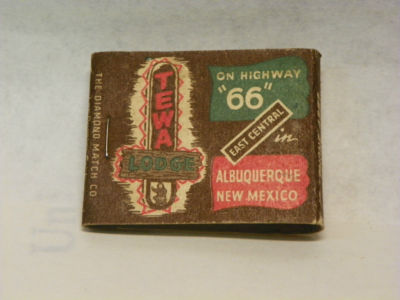 THE DIAMOND MATCH CO
TEWA
LODGE
ON HIGHWAY
"66"
EAST CENTRAL
in
ALBUQUERQUE
NEW MEXICO